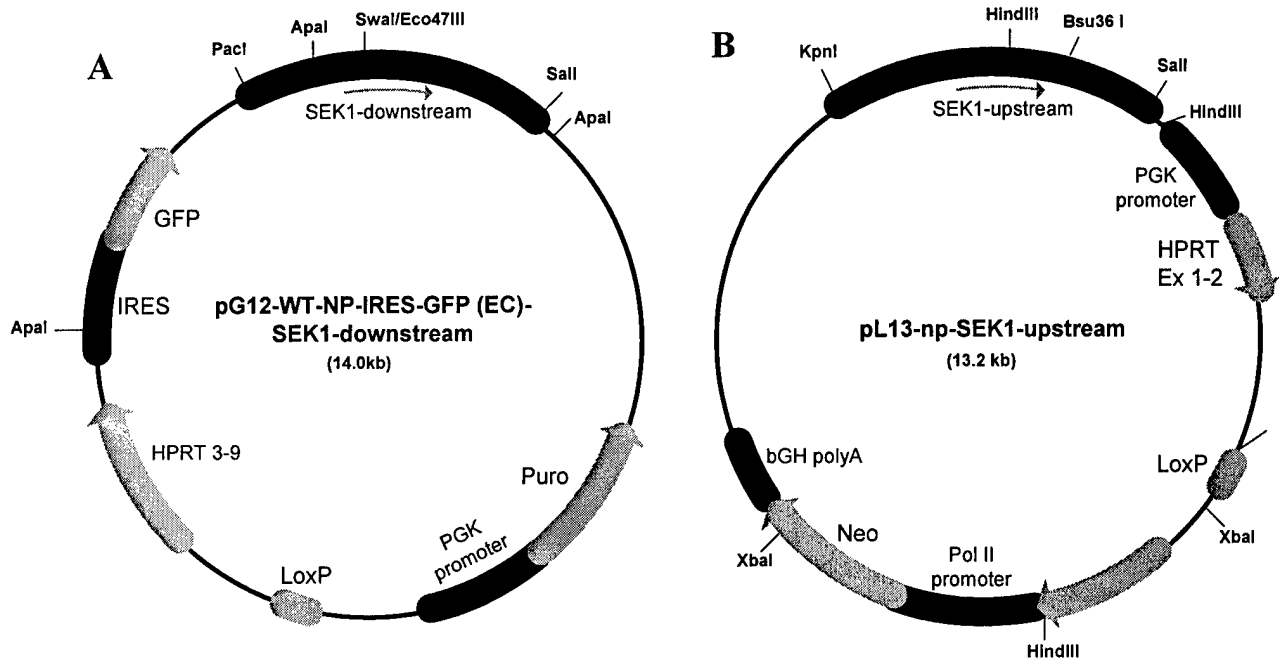 A
PacI
ApaI
SwaI/Eco47III
SalI
ApaI
SEK1-downstream
GFP
IRES
ApaI
pG12-WT-NP-IRES-GFP (EC)-
SEK1-downstream
(14.0kb)
HPRT 3-9
LoxP
PGK
promoter
Puro
B
KpnI
HindIII
Bsu36 I
SalI
HindIII
SEK1-upstream
PGK
promoter
HPRT
Ex 1-2
pL13-np-SEK1-upstream
(13.2 kb)
LoxP
XbaI
bGH polyA
Neo
XbaI
Pol II
promoter
HindIII